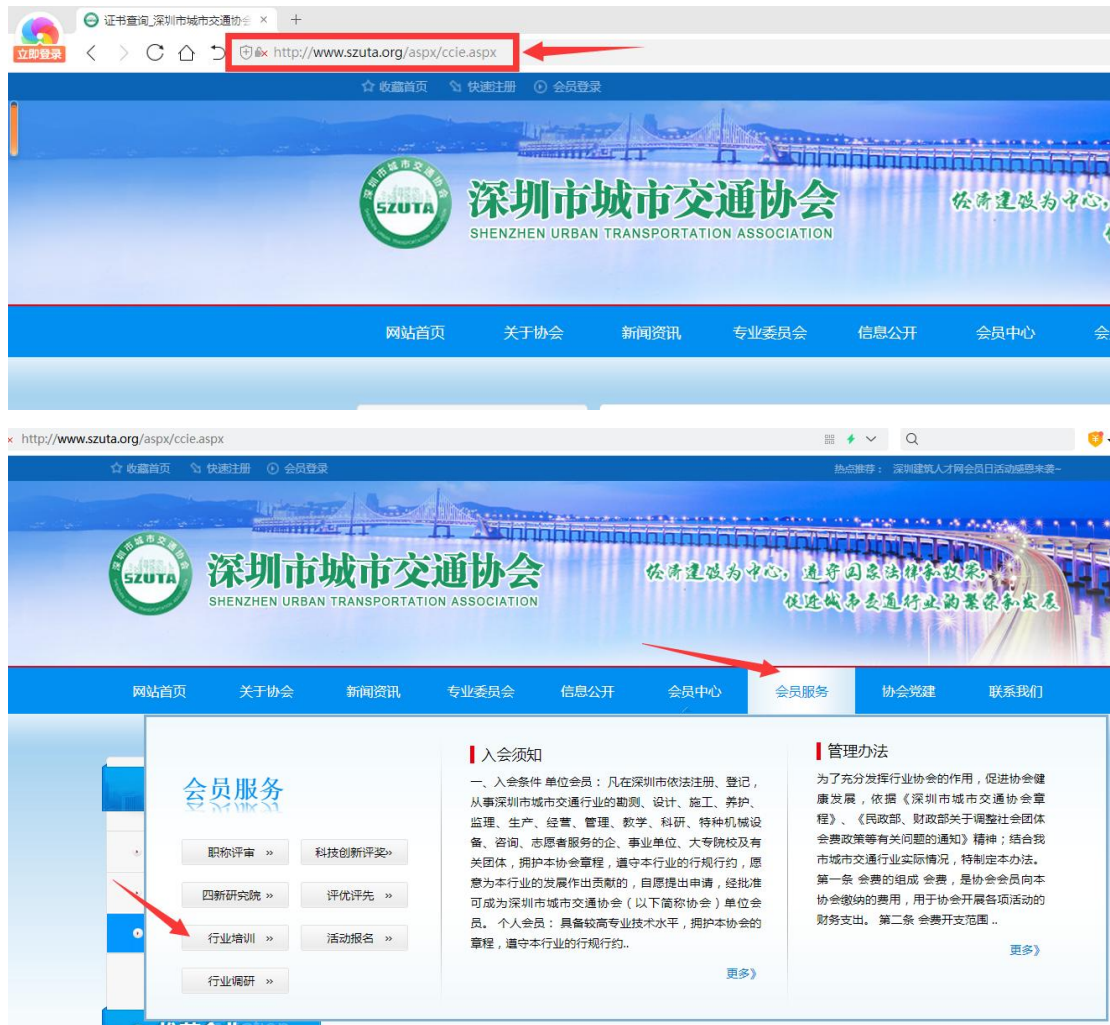 证书查询_深圳市城市交通协会
立即登录
http://www.szuta.org/aspx/ccie.aspx
收藏首页 快速注册 会员登录
深圳市城市交通协会
SZUTA
SHENZHEN URBAN TRANSPORTATION ASSOCIATION
经济建设为中心,
网站首页 关于协会 新闻资讯 专业委员会 信息公开 会员中心 会
http://www.szuta.org/aspx/ccie.aspx
收藏首页 快速注册 会员登录 热点推荐: 深圳建筑人才网会员日活动感恩来袭~
深圳市城市交通协会
SZUTA
SHENZHEN URBAN TRANSPORTATION ASSOCIATION
经济建设为中心,遵守国家法律和政策,
促进城市交通行业的繁荣和发展
网站首页 关于协会 新闻资讯 专业委员会 信息公开 会员中心 会员服务 协会党建 联系我们
会员服务
职称评审 » 科技创新评奖»
四新研究院 » 评优评先 »
行业培训 » 活动报名 »
行业调研 »
入会须知
一、入会条件 单位会员: 凡在深圳市依法注册、登记,
从事深圳市城市交通行业的勘测、设计、施工、养护、
监理、生产、经营、管理、教学、科研、特种机械设
备、咨询、志愿者服务的企、事业单位、大专院校及有
关团体,拥护本协会章程,遵守本行业的行规行约,愿
意为本行业的发展作出贡献的,自愿提出申请,经批准
可成为深圳市城市交通协会(以下简称协会)单位会
员。 个人会员: 具备较高专业技术水平,拥护本协会的
章程,遵守本行业的行规行约..
更多》
管理办法
为了充分发挥行业协会的作用,促进协会健
康发展,依据《深圳市城市交通协会章
程》、《民政部、财政部关于调整社会团体
会费政策等有关问题的通知》精神;结合我
市城市交通行业实际情况,特制定本办法。
第一条 会费的组成 会费,是协会会员向本
协会缴纳的费用,用于协会开展各项活动的
财务支出。 第二条 会费开支范围 ..
更多》